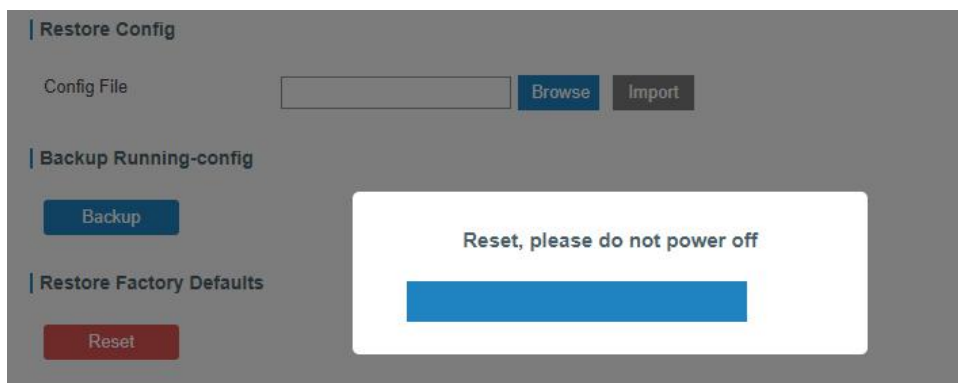 Restore Config
Config File
Browse
Import
Backup Running-config
Backup
Reset, please do not power off
Restore Factory Defaults
Reset